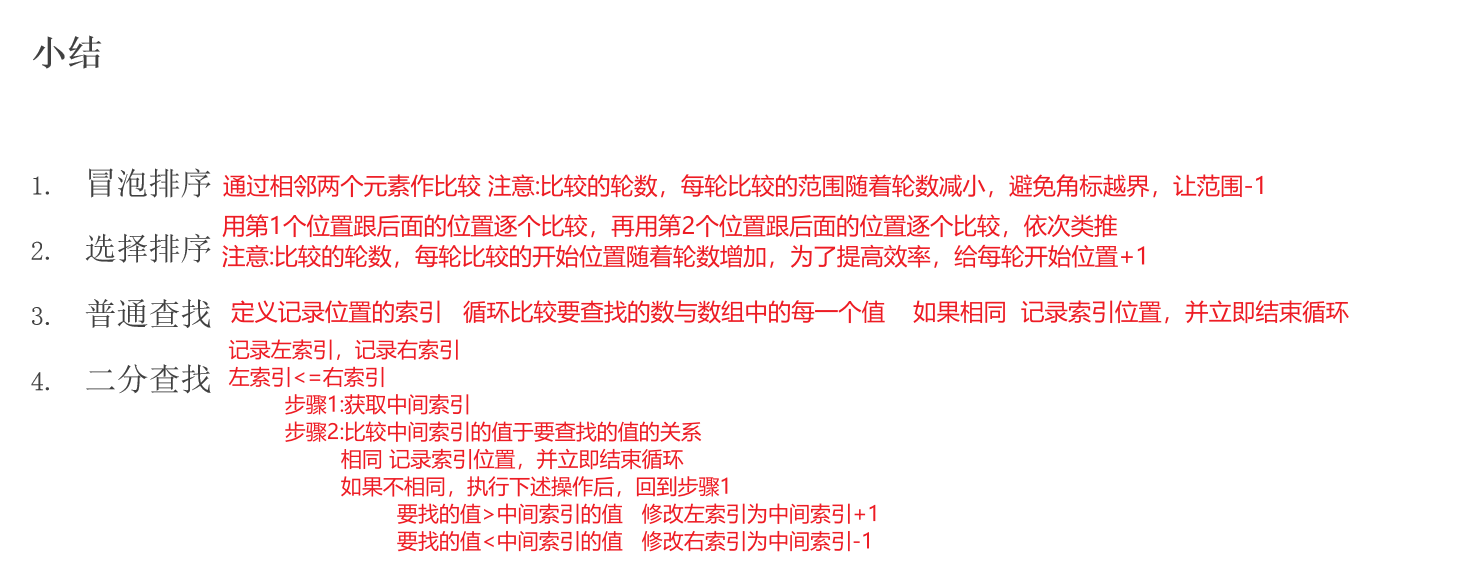 小结
1. 冒泡排序 通过相邻两个元素作比较 注意:比较的轮数，每轮比较的范围随着轮数减小，避免角标越界，让范围-1
用第1个位置跟后面的位置逐个比较，再用第2个位置跟后面的位置逐个比较，依次类推
2. 选择排序
注意:比较的轮数，每轮比较的开始位置随着轮数增加，为了提高效率，给每轮开始位置+1
3. 普通查找 定义记录位置的索引 循环比较要查找的数与数组中的每一个值 如果相同 记录索引位置，并立即结束循环
记录左索引，记录右索引
4. 二分查找 左索引<=右索引
步骤1:获取中间索引
步骤2:比较中间索引的值于要查找的值的关系
相同 记录索引位置，并立即结束循环
如果不相同，执行下述操作后，回到步骤1
要找的值>中间索引的值 修改左索引为中间索引+1
要找的值<中间索引的值 修改右索引为中间索引-1